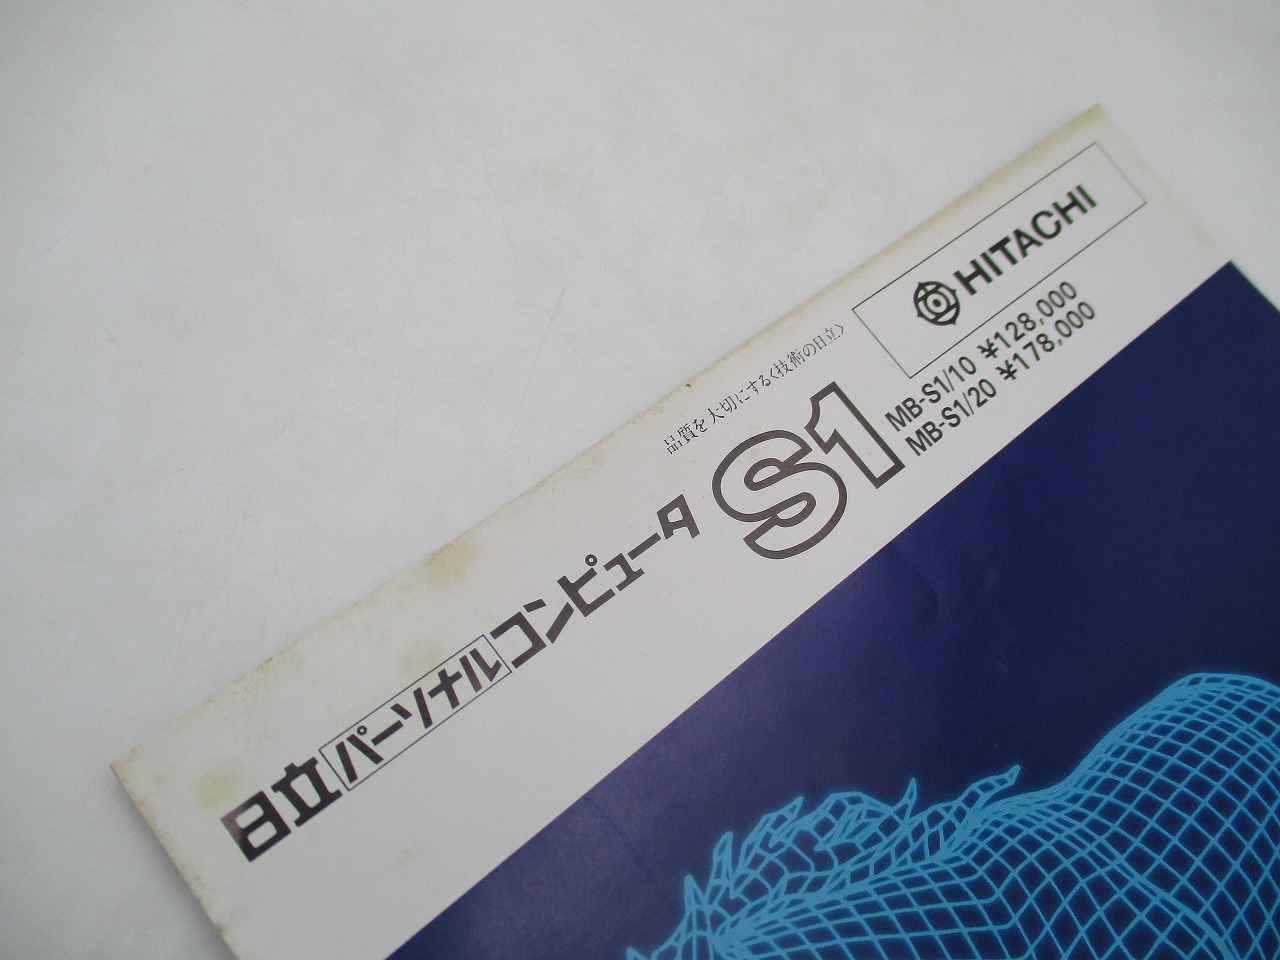 品質を大切にする〈技術の日立〉
HITACHI
日立パーソナルコンピュータ S1
MB-S1/10 ¥128,000
MB-S1/20 ¥178,000